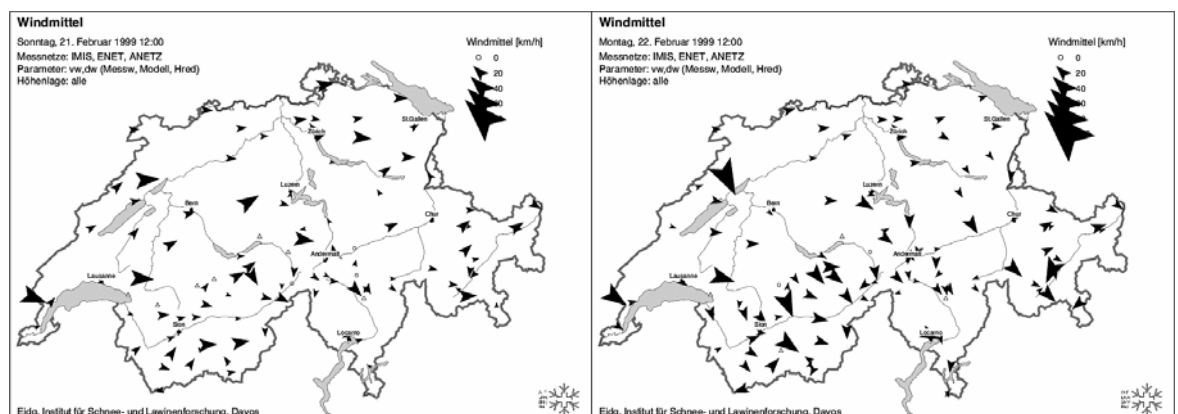 Windmittel
Sonntag, 21. Februar 1999 12:00
Messnetze: IMIS, ENET, ANETZ
Parameter: vw,dw (Messw, Modell, Hred)
Höhenlage: alle
Windmittel [km/h]
0
20
40
St.Gallen
Zürich
Luzern
Bern
Chur
Andermatt
Lausanne
Sion
Locarno
Eidg. Institut für Schnee- und Lawinenforschung, Davos
Windmittel
Montag, 22. Februar 1999 12:00
Messnetze: IMIS, ENET, ANETZ
Parameter: vw,dw (Messw, Modell, Hred)
Höhenlage: alle
Windmittel [km/h]
0
20
40
St.Gallen
Zürich
Luzern
Bern
Chur
Andermatt
Lausanne
Sion
Locarno
Eidg. Institut für Schnee- und Lawinenforschung, Davos